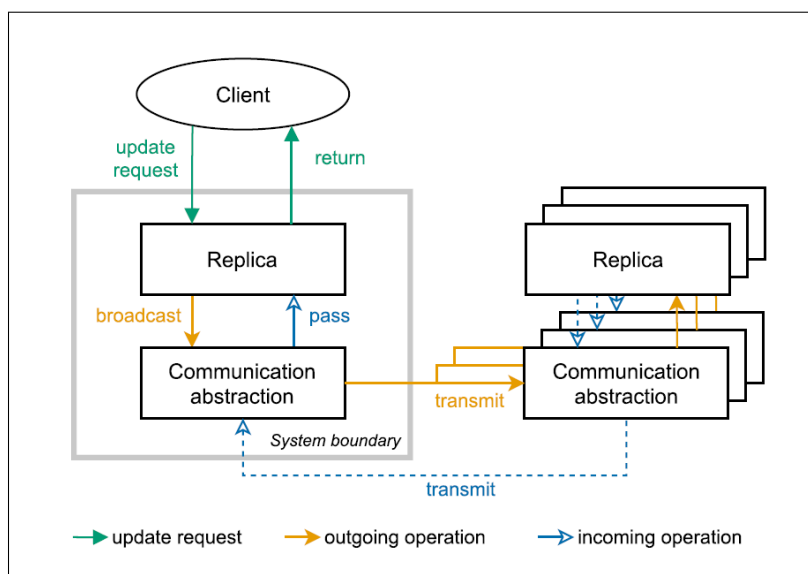 Client
update
request
return
Replica
Replica
broadcast
pass
Communication
abstraction
Communication
abstraction
transmit
System boundary
transmit
update request
outgoing operation
incoming operation